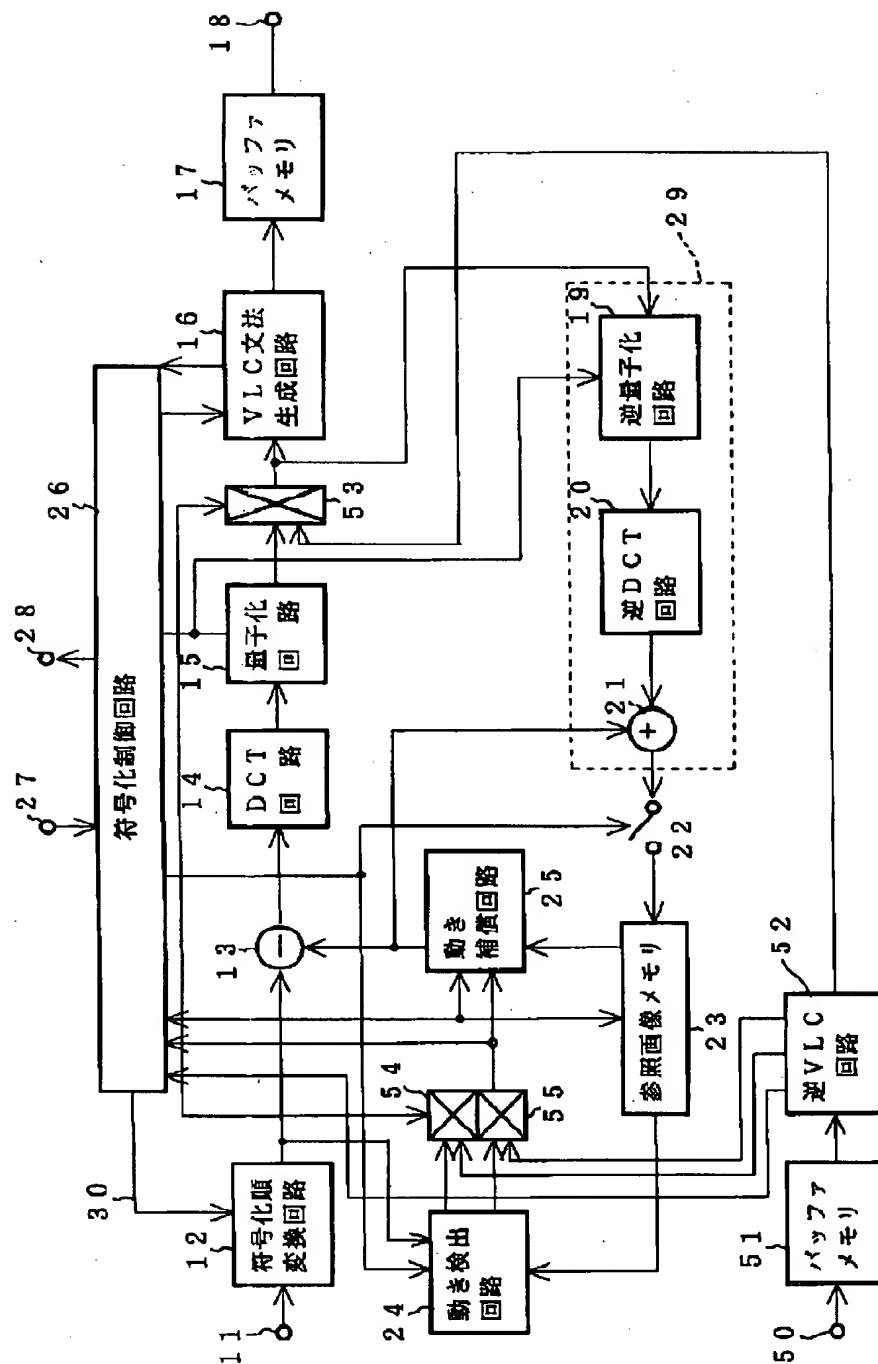 18
バッファ
メモリ
17
VLC文法
生成回路
16
26
符号化制御回路
28
27
53
量子化
回路
15
DCT
回路
14
13
29
逆量子化
回路
19
逆DCT
回路
20
21
22
動き
補償回路
25
54
55
参照画像メモリ
23
52
逆VLC
回路
30
符号化順
変換回路
12
11
動き検出
回路
24
バッファ
メモリ
51
50